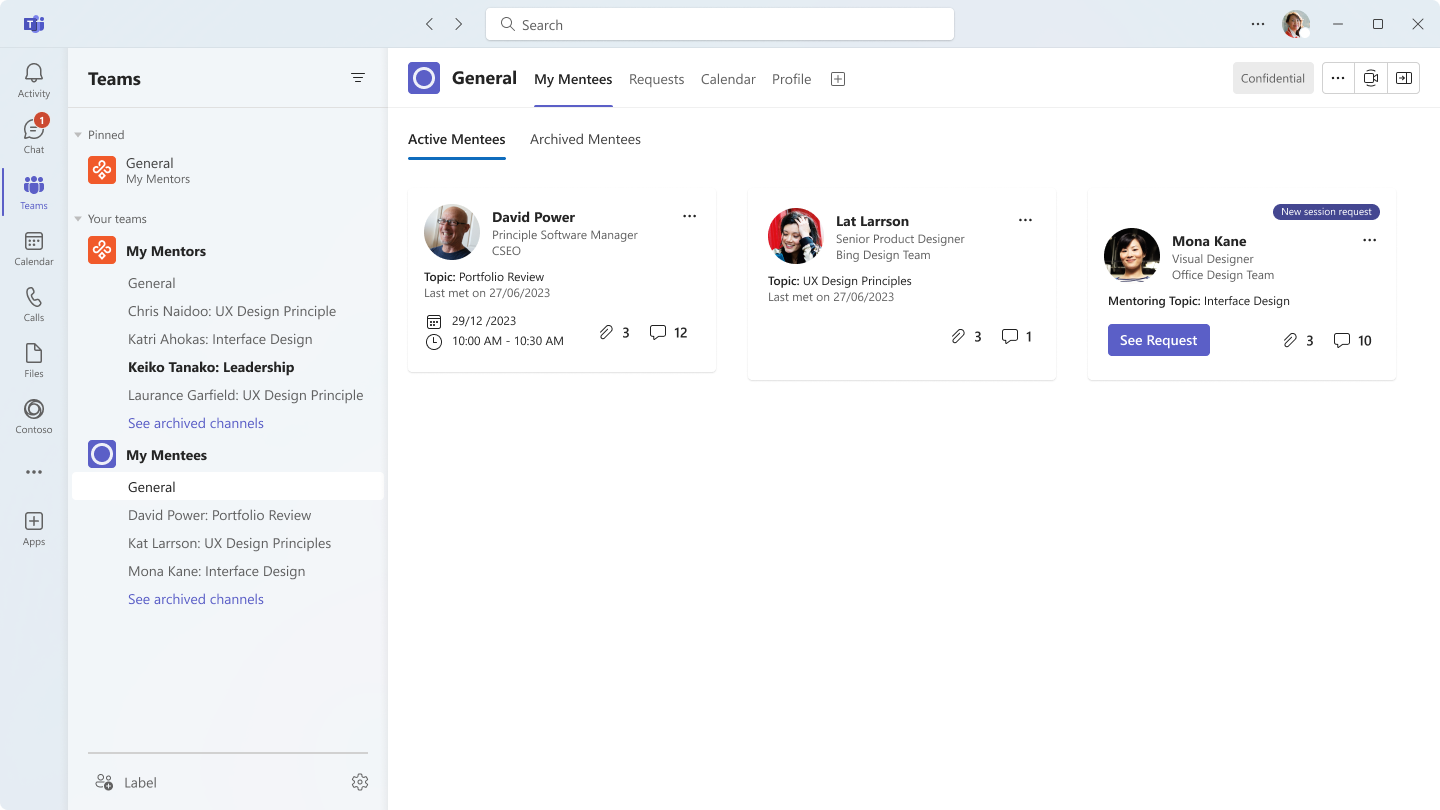 Search
Activity
1
Chat
Teams
Calendar
Calls
Files
Contoso
Apps
Teams
Pinned
General
My Mentors
Your teams
My Mentors
General
Chris Naidoo: UX Design Principle
Katri Ahokas: Interface Design
Keiko Tanako: Leadership
Laurance Garfield: UX Design Principle
See archived channels
My Mentees
General
David Power: Portfolio Review
Kat Larrson: UX Design Principles
Mona Kane: Interface Design
See archived channels
Label
General My Mentees Requests Calendar Profile
Confidential
Active Mentees Archived Mentees
David Power
Principle Software Manager
CSEO
Topic: Portfolio Review
Last met on 27/06/2023
29/12 /2023
10:00 AM - 10:30 AM
3 12
Lat Larrson
Senior Product Designer
Bing Design Team
Topic: UX Design Principles
Last met on 27/06/2023
3 1
New session request
Mona Kane
Visual Designer
Office Design Team
Mentoring Topic: Interface Design
See Request
3 10